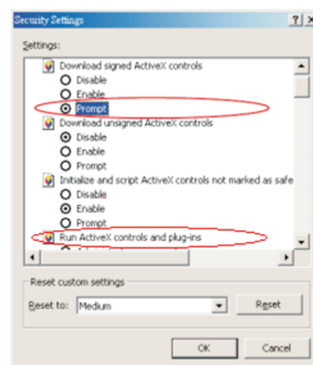 Security Settings
Settings:
Download signed ActiveX controls
Disable
Enable
Prompt
Download unsigned ActiveX controls
Disable
Enable
Prompt
Initialize and script ActiveX controls not marked as safe
Disable
Enable
Prompt
Run ActiveX controls and plug-ins
Reset custom settings
Reset to: Medium Reset
OK Cancel